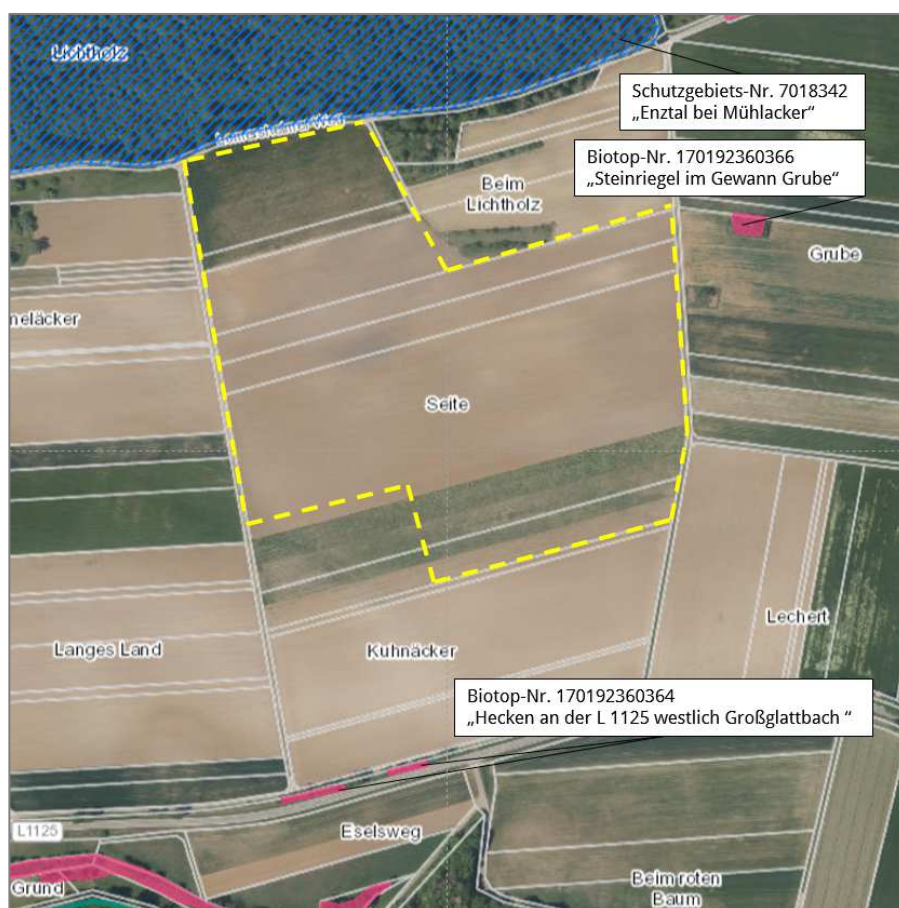 Lichtholz
Schutzgebiets-Nr. 7018342
„Enztal bei Mühlacker“
Biotop-Nr. 170192360366
„Steinriegel im Gewann Grube“
Beim
Lichtholz
Grube
neläcker
Seite
Lechert
Langes Land
Kuhnäcker
Biotop-Nr. 170192360364
„Hecken an der L 1125 westlich Großglattbach “
L1125
Eselsweg
Grund
Beim roten
Baum